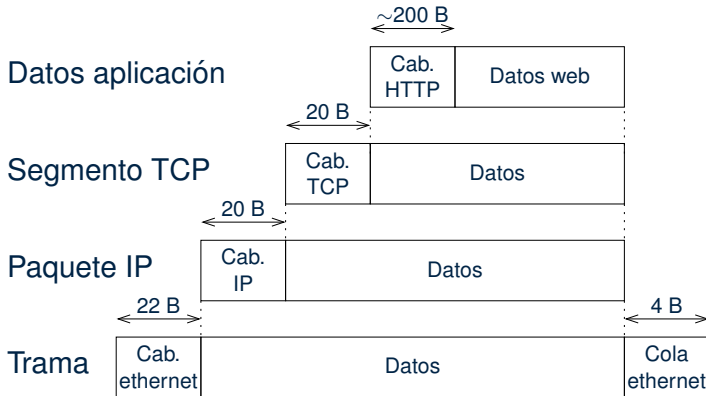 ~200 B
Datos aplicación
Cab.
HTTP
Datos web
20 B
Segmento TCP
Cab.
TCP
Datos
20 B
Paquete IP
Cab.
IP
Datos
22 B
4 B
Trama
Cab.
ethernet
Datos
Cola
ethernet